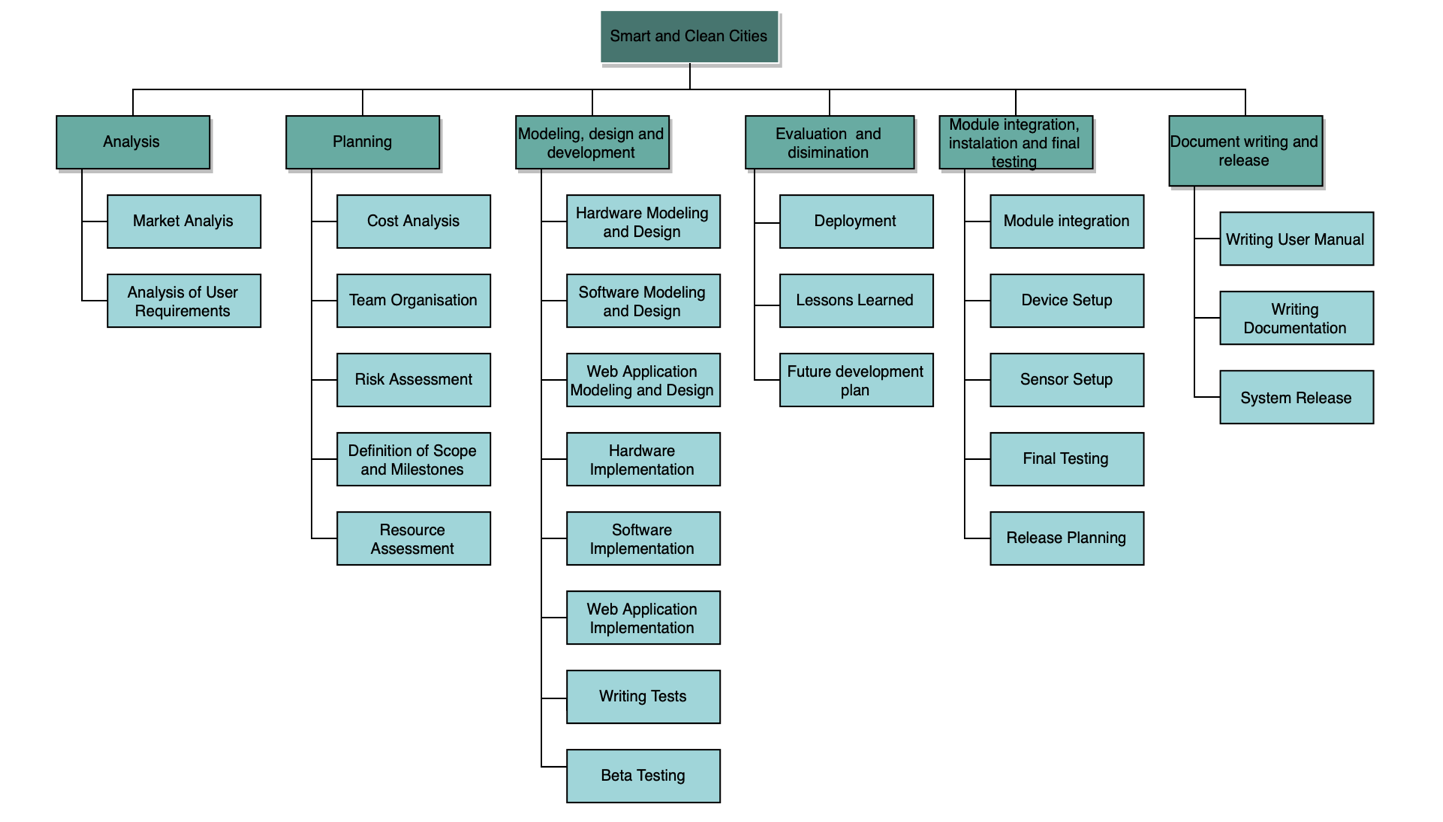 Smart and Clean Cities
Analysis
Market Analyis
Analysis of User
Requirements
Planning
Cost Analysis
Team Organisation
Risk Assessment
Definition of Scope
and Milestones
Resource
Assessment
Modeling, design and
development
Hardware Modeling
and Design
Software Modeling
and Design
Web Application
Modeling and Design
Hardware
Implementation
Software
Implementation
Web Application
Implementation
Writing Tests
Beta Testing
Evaluation and
disimination
Deployment
Lessons Learned
Future development
plan
Module integration,
instalation and final
testing
Module integration
Device Setup
Sensor Setup
Final Testing
Release Planning
Document writing and
release
Writing User Manual
Writing
Documentation
System Release